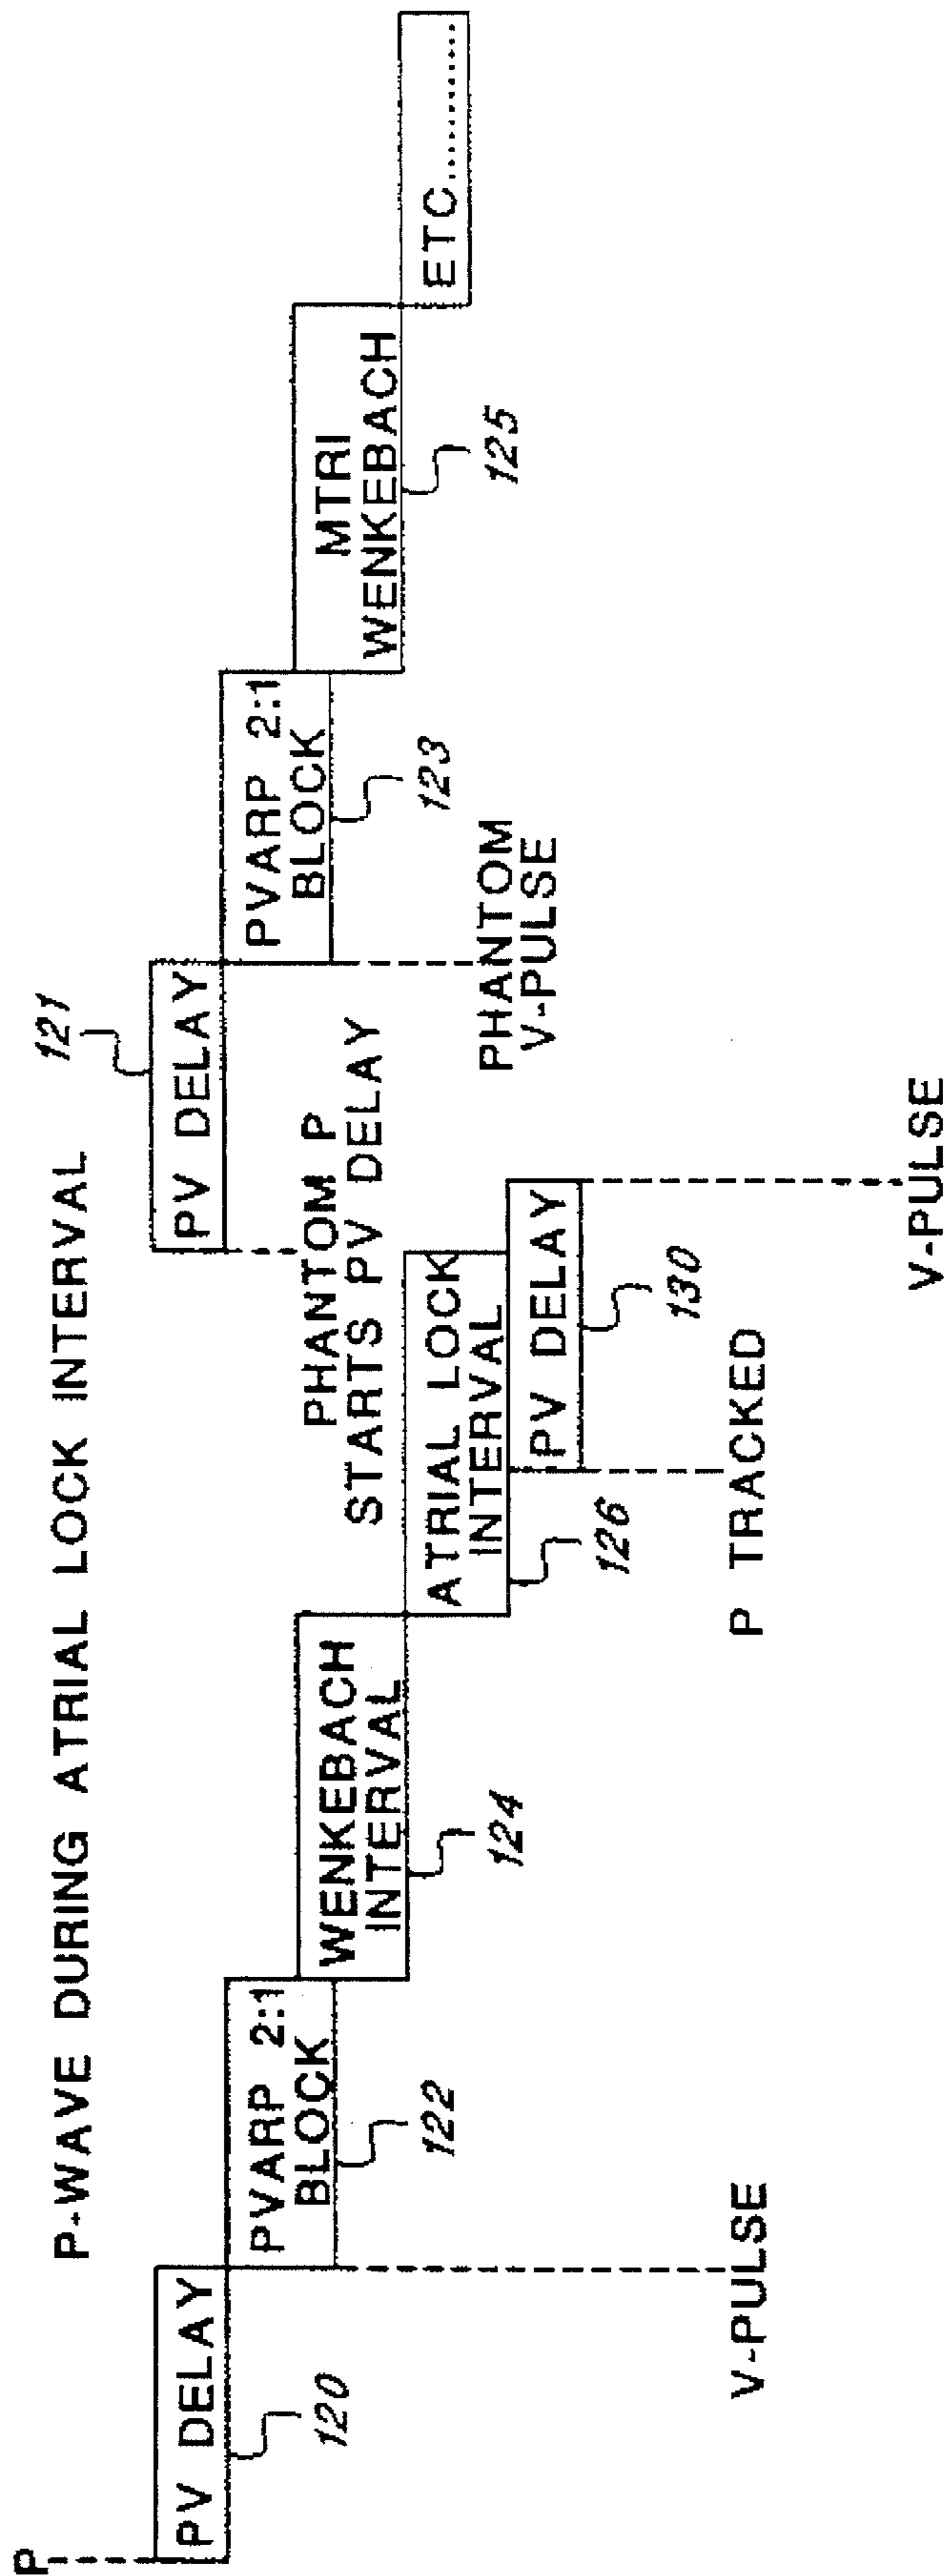 P-WAVE DURING ATRIAL LOCK INTERVAL
P
PV DELAY
120
PVARP 2:1
BLOCK
122
V-PULSE
WENKEBACH
INTERVAL
124
ATRIAL LOCK
INTERVAL
126
P TRACKED
PV DELAY
130
V-PULSE
PHANTOM P
STARTS PV DELAY
121
PV DELAY
PHANTOM
V-PULSE
PVARP 2:1
BLOCK
123
MTRI
WENKEBACH
125
ETC...........